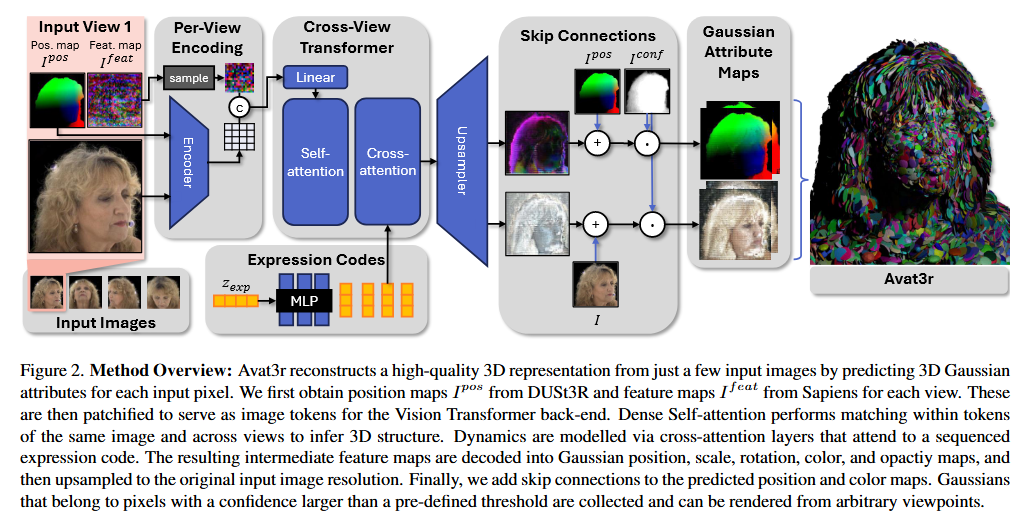 Input View 1
Pos. map
I^pos
Feat. map
I^feat
Per-View
Encoding
sample
C
Encoder
Cross-View
Transformer
Linear
Self-
attention
Cross-
attention
Expression Codes
z_exp
MLP
Input Images
Upsampler
Skip Connections
I^pos
I^conf
+
·
+
·
I
Gaussian
Attribute
Maps
Avat3r
Figure 2. Method Overview: Avat3r reconstructs a high-quality 3D representation from just a few input images by predicting 3D Gaussian
attributes for each input pixel. We first obtain position maps I^pos from DUSt3R and feature maps I^feat from Sapiens for each view. These
are then patchified to serve as image tokens for the Vision Transformer back-end. Dense Self-attention performs matching within tokens
of the same image and across views to infer 3D structure. Dynamics are modelled via cross-attention layers that attend to a sequenced
expression code. The resulting intermediate feature maps are decoded into Gaussian position, scale, rotation, color, and opactiy maps, and
then upsampled to the original input image resolution. Finally, we add skip connections to the predicted position and color maps. Gaussians
that belong to pixels with a confidence larger than a pre-defined threshold are collected and can be rendered from arbitrary viewpoints.